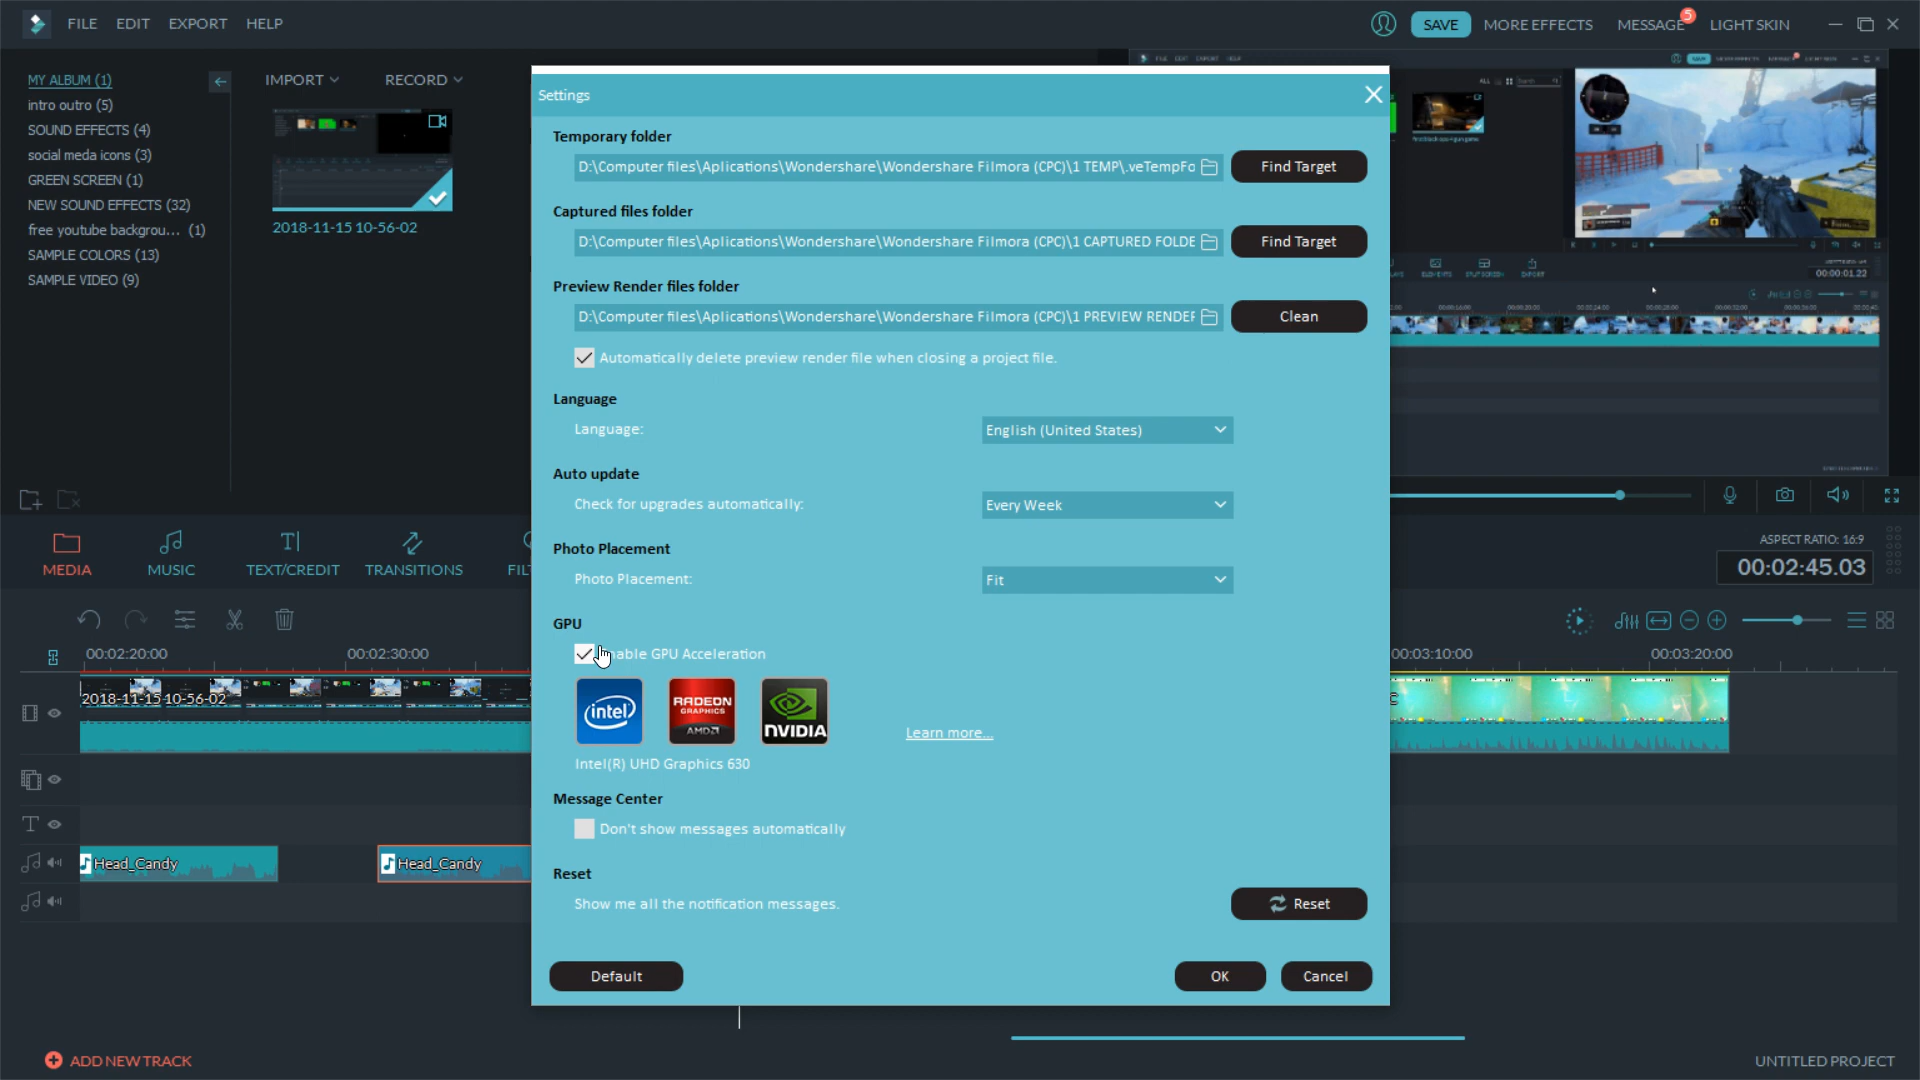 FILE EDIT EXPORT HELP
SAVE MORE EFFECTS MESSAGE 5 LIGHT SKIN
MY ALBUM (1)
intro outro (5)
SOUND EFFECTS (4)
social meda icons (3)
GREEN SCREEN (1)
NEW SOUND EFFECTS (32)
free youtube backgrou... (1)
SAMPLE COLORS (13)
SAMPLE VIDEO (9)
IMPORT RECORD
2018-11-15 10-56-02
Settings
Temporary folder
D:\Computer files\Aplications\Wondershare\Wondershare Filmora (CPC)\1 TEMP\.veTempFo
Find Target
Captured files folder
D:\Computer files\Aplications\Wondershare\Wondershare Filmora (CPC)\1 CAPTURED FOLDE
Find Target
Preview Render files folder
D:\Computer files\Aplications\Wondershare\Wondershare Filmora (CPC)\1 PREVIEW RENDER
Clean
Automatically delete preview render file when closing a project file.
Language
Language: English (United States)
Auto update
Check for upgrades automatically: Every Week
Photo Placement
Photo Placement: Fit
GPU
nable GPU Acceleration
intel
RADEON
GRAPHICS
AMD
NVIDIA
Learn more...
Intel(R) UHD Graphics 630
Message Center
Don't show messages automatically
Reset
Show me all the notification messages.
Reset
Default OK Cancel
00:00:01.22
MEDIA MUSIC TEXT/CREDIT TRANSITIONS FILT
ASPECT RATIO: 16:9
00:02:45.03
00:02:20:00 00:02:30:00 00:03:10:00 00:03:20:00
2018-11-15 10-56-02
Head_Candy Head_Candy
ADD NEW TRACK
UNTITLED PROJECT